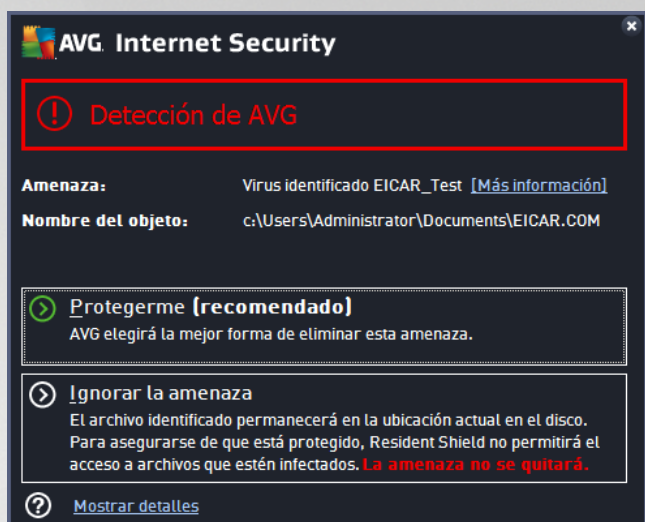 AVG. Internet Security
Detección de AVG
Amenaza: Virus identificado EICAR_Test [Más información]
Nombre del objeto: c:\Users\Administrator\Documents\EICAR.COM
Protegerme (recomendado)
AVG elegirá la mejor forma de eliminar esta amenaza.
Ignorar la amenaza
El archivo identificado permanecerá en la ubicación actual en el disco.
Para asegurarse de que está protegido, Resident Shield no permitirá el
acceso a archivos que estén infectados. La amenaza no se quitará.
Mostrar detalles